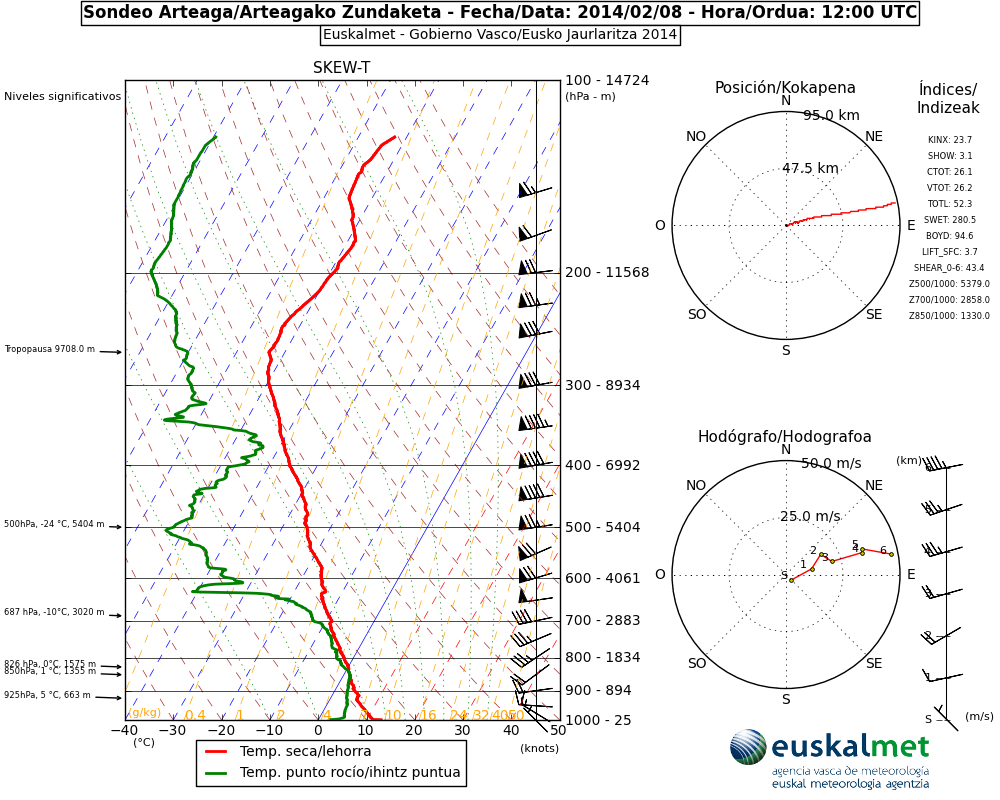 Sondeo Arteaga/Arteagako Zundaketa - Fecha/Data: 2014/02/08 - Hora/Ordua: 12:00 UTC
Euskalmet - Gobierno Vasco/Eusko Jaurlaritza 2014
SKEW-T
Niveles significativos
100 - 14724
(hPa - m)
200 - 11568
Tropopausa 9708.0 m
300 - 8934
400 - 6992
500hPa, -24 °C, 5404 m
500 - 5404
600 - 4061
687 hPa, -10°C, 3020 m
700 - 2883
826 hPa, 0°C, 1575 m
800 - 1834
850hPa, 1 °C, 1355 m
925hPa, 5 °C, 663 m
900 - 894
(g/kg) 0.4 1 2 4 10 16 24 32 40
1000 - 25
−40 −30 −20 −10 0 10 20 30 40 50
(°C)
(knots)
Temp. seca/lehorra
Temp. punto rocío/ihintz puntua
Posición/Kokapena
N
95.0 km
NO
NE
47.5 km
O
E
SO
SE
S
Índices/
Indizeak
KINX: 23.7
SHOW: 3.1
CTOT: 26.1
VTOT: 26.2
TOTL: 52.3
SWET: 280.5
BOYD: 94.6
LIFT_SFC: 3.7
SHEAR_0-6: 43.4
Z500/1000: 5379.0
Z700/1000: 2858.0
Z850/1000: 1330.0
Hodógrafo/Hodografoa
N
50.0 m/s
NO
NE
25.0 m/s
O
E
S 1 2 3 4 5 6
SO
SE
S
(km)
6
5
4
3
2
1
S
(m/s)
euskalmet
agencia vasca de meteorología
euskal meteorologia agentzia